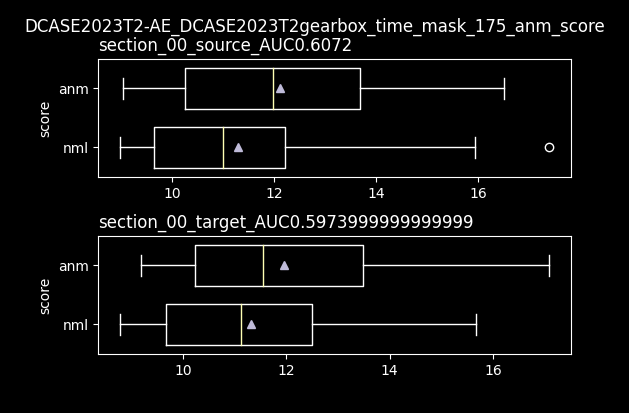 DCASE2023T2-AE_DCASE2023T2gearbox_time_mask_175_anm_score
section_00_source_AUC0.6072
score
anm
nml
10 12 14 16
section_00_target_AUC0.5973999999999999
score
anm
nml
10 12 14 16